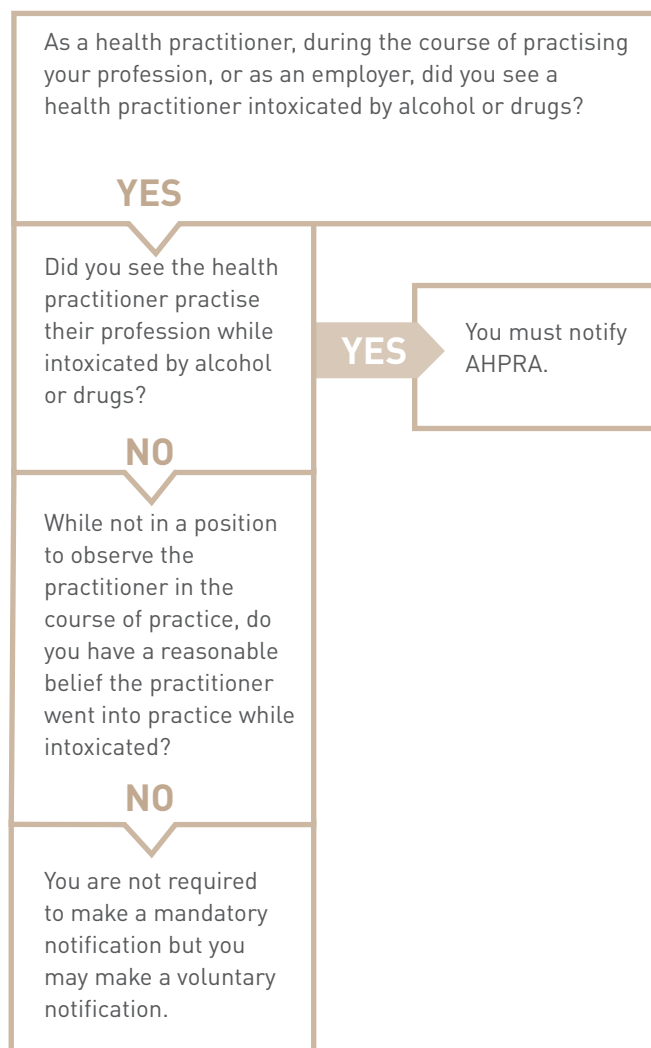 As a health practitioner, during the course of practising
your profession, or as an employer, did you see a
health practitioner intoxicated by alcohol or drugs?
YES
Did you see the health
practitioner practise
their profession while
intoxicated by alcohol
or drugs?
YES
You must notify
AHPRA.
NO
While not in a position
to observe the
practitioner in the
course of practice, do
you have a reasonable
belief the practitioner
went into practice while
intoxicated?
NO
You are not required
to make a mandatory
notification but you
may make a voluntary
notification.